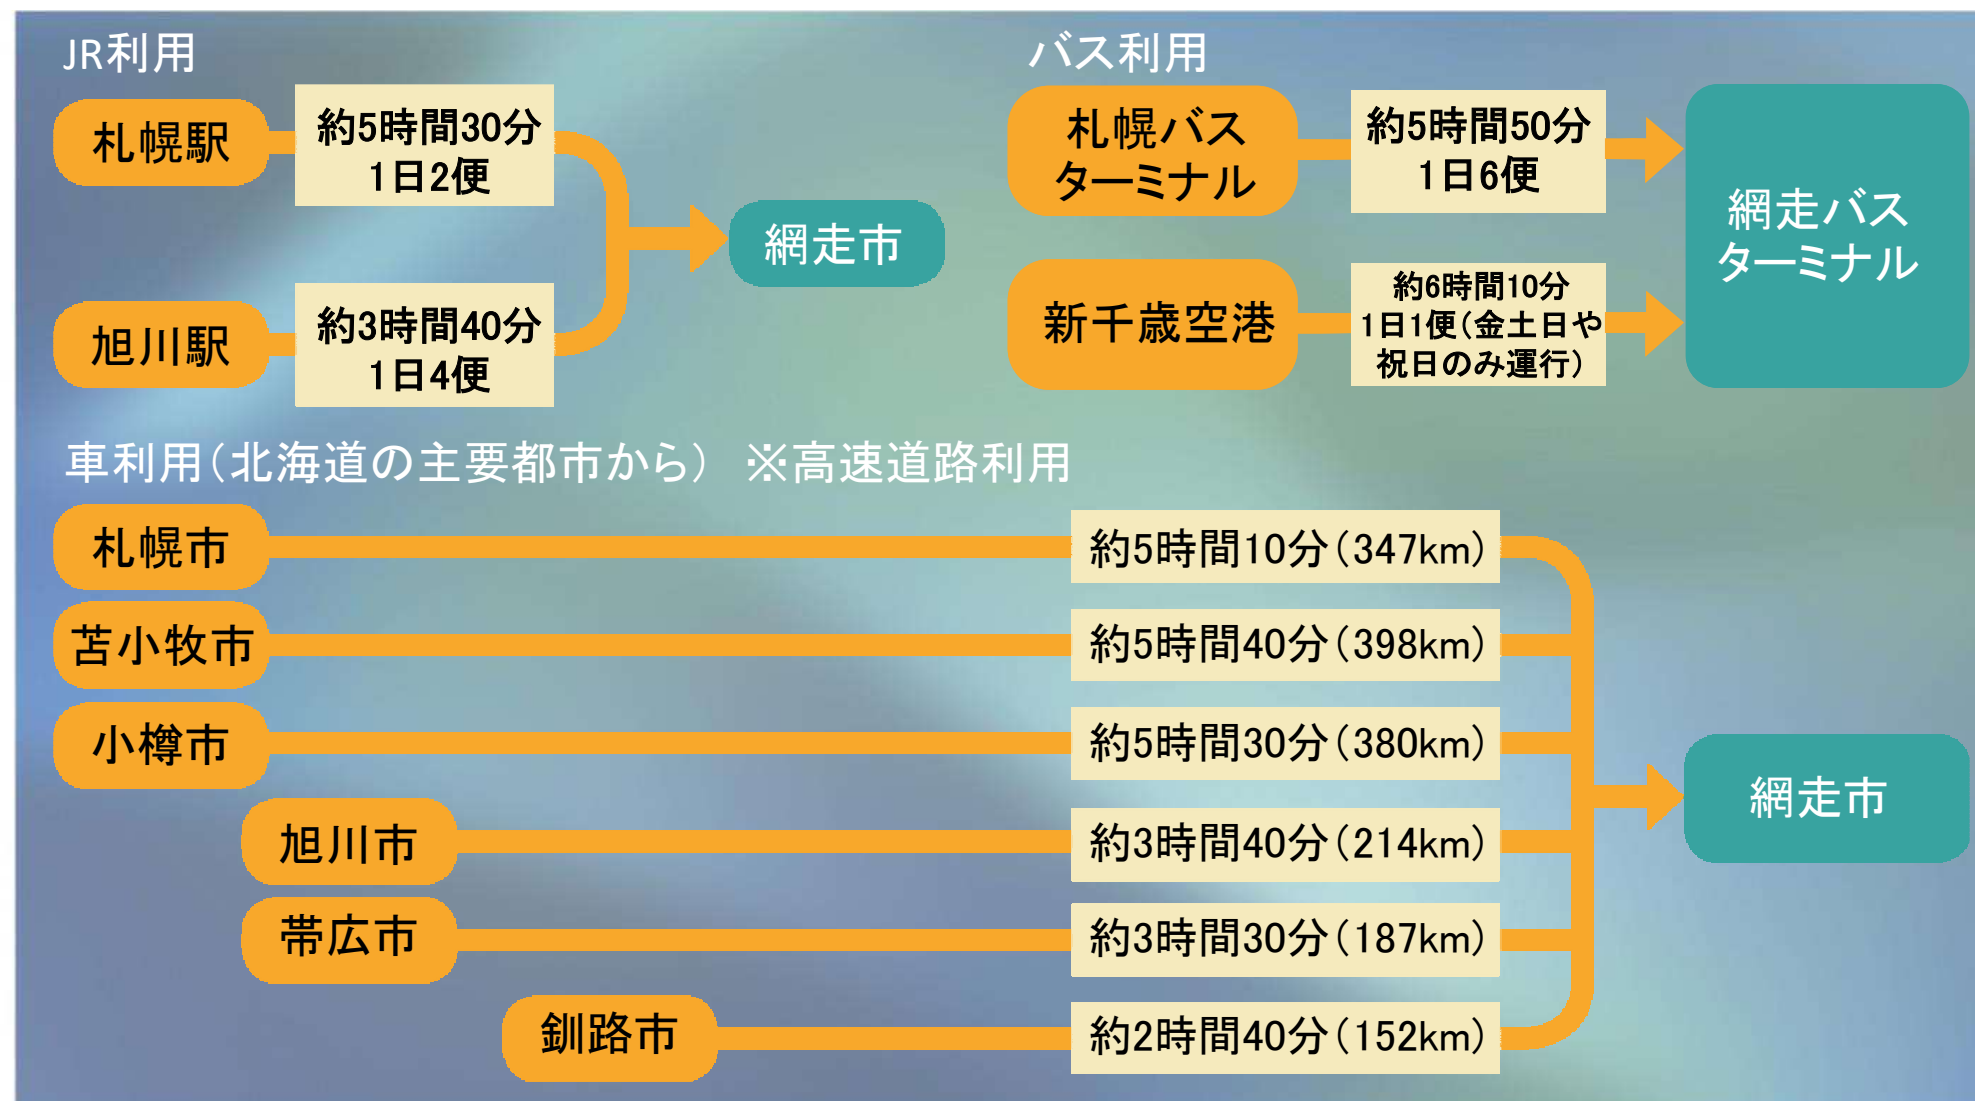 JR利用
札幌駅
約5時間30分
1日2便
旭川駅
約3時間40分
1日4便
網走市
バス利用
札幌バス
ターミナル
約5時間50分
1日6便
新千歳空港
約6時間10分
1日1便（金土日や
祝日のみ運行）
網走バス
ターミナル
車利用（北海道の主要都市から） ※高速道路利用
札幌市
約5時間10分（347km）
苫小牧市
約5時間40分（398km）
小樽市
約5時間30分（380km）
旭川市
約3時間40分（214km）
帯広市
約3時間30分（187km）
釧路市
約2時間40分（152km）
網走市